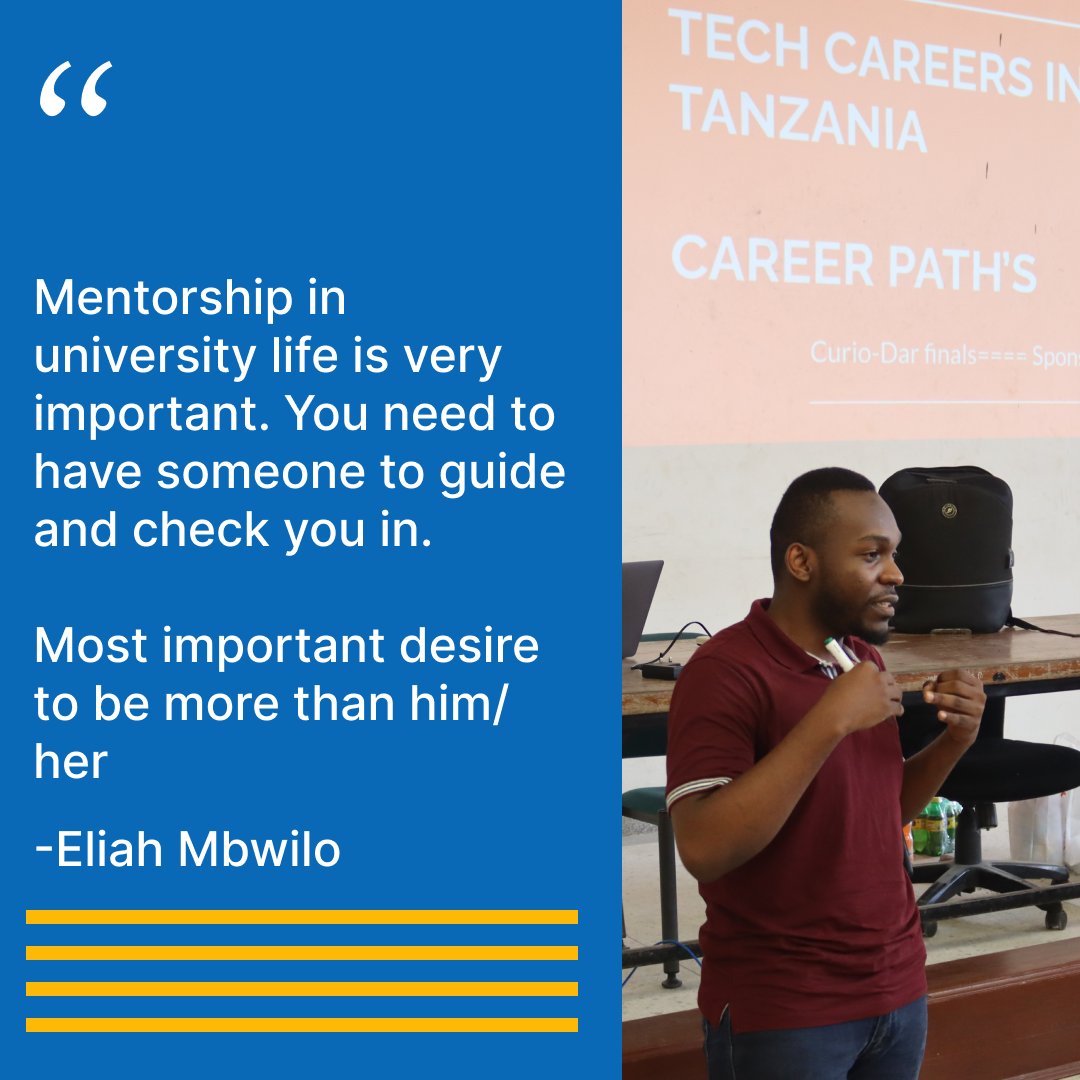 “
Mentorship in
university life is very
important. You need to
have someone to guide
and check you in.
Most important desire
to be more than him/
her
-Eliah Mbwilo
TECH CAREERS IN
TANZANIA
CAREER PATH'S
Curio-Dar finals==== Spons